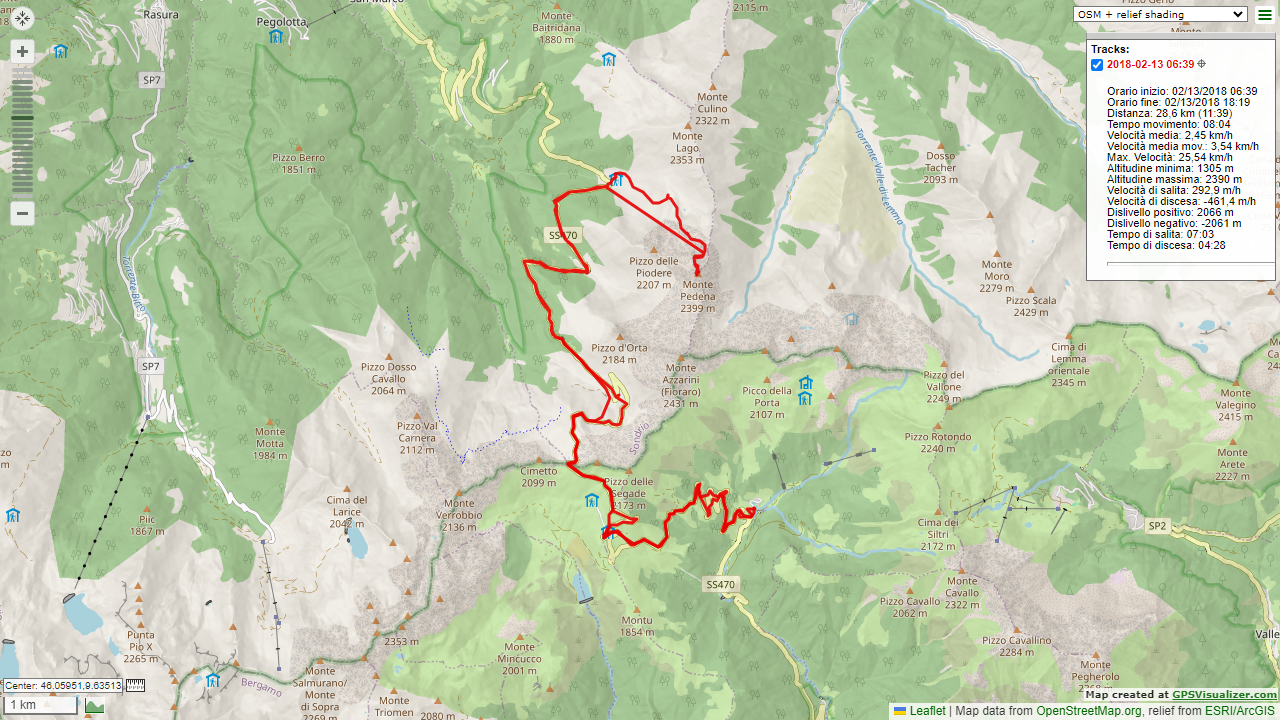 Rasura
Pegolotta
San Marco
Monte
Baitridana
1880 m
2115 m
Pizzo Gerlo
Monte
OSM + relief shading
Tracks:
2018-02-13 06:39
Orario inizio: 02/13/2018 06:39
Orario fine: 02/13/2018 18:19
Distanza: 28,6 km (11:39)
Tempo movimento: 08:04
Velocità media: 2,45 km/h
Velocità media mov.: 3,54 km/h
Max. Velocità: 25,54 km/h
Altitudine minima: 1305 m
Altitudine massima: 2390 m
Velocità di salita: 292,9 m/h
Velocità di discesa: -461,4 m/h
Dislivello positivo: 2066 m
Dislivello negativo: -2061 m
Tempo di salita: 07:03
Tempo di discesa: 04:28
SP7
Monte
Culino
2322 m
Monte
Lago
2353 m
Pizzo Berro
1851 m
Dosso
Tacher
2093 m
Torrente Valle di Lemma
SS470
Torrente Bitto
Pizzo delle
Piodere
2207 m
Monte
Pedena
2399 m
Monte
Moro
2279 m
Pizzo Scala
2429 m
Pizzo d'Orta
2184 m
Cima di
Lemma
orientale
2345 m
SP7
Pizzo Dosso
Cavallo
2064 m
Monte
Azzarini
(Fioraro)
2431 m
Picco della
Porta
2107 m
Pizzo del
Vallone
2249 m
Monte
Valegino
2415 m
Monte
Motta
1984 m
Pizzo Val
Carnera
2112 m
Sondrio
Pizzo Rotondo
2240 m
Monte
Arete
2227 m
Cimetto
2099 m
Pizzo delle
Segade
2173 m
Cima del
Larice
2042 m
Monte
Verrobbio
2136 m
Piic
1867 m
Cima dei
Siltri
2172 m
SP2
SS470
Monte
Cavallo
2322 m
Pizzo Cavallo
2062 m
Montu
1854 m
Punta
Pio X
2265 m
2353 m
Monte
Mincucco
2001 m
Pizzo Cavallino
2284 m
Valle
Monte
Pegherolo
2368 m
Bergamo
Monte
Salmurano/
Monte
di Sopra
2269 m
Monte
Triomen
2080 m
Center: 46.05951,9.63513
1 km
Map created at GPSVisualizer.com
Leaflet | Map data from OpenStreetMap.org, relief from ESRI/ArcGIS